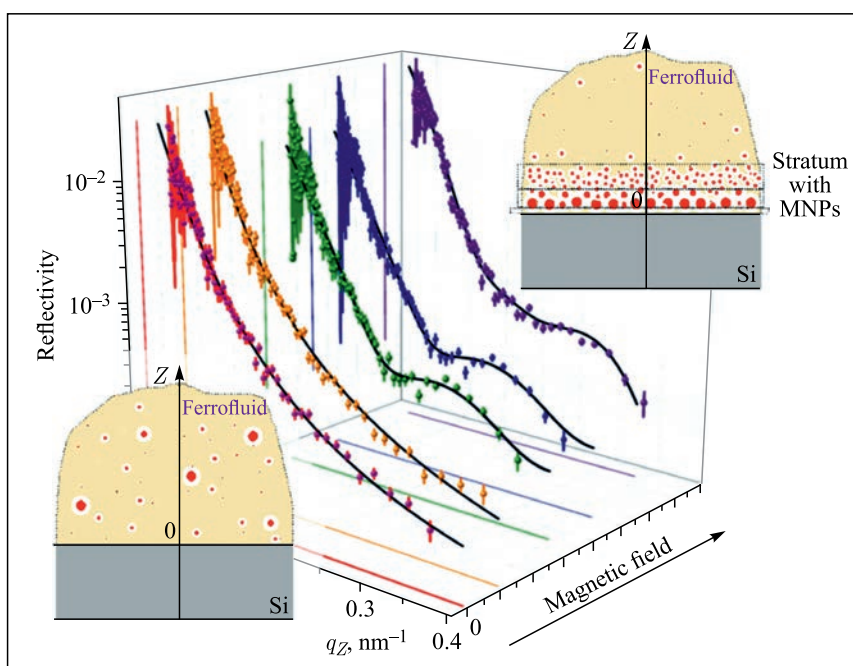 Z
Ferrofluid
Stratum
with
MNPs
0
Si
10⁻²
10⁻³
Reflectivity
Z
Ferrofluid
0
Si
0.3
0.4
qZ, nm⁻¹
0
Magnetic field